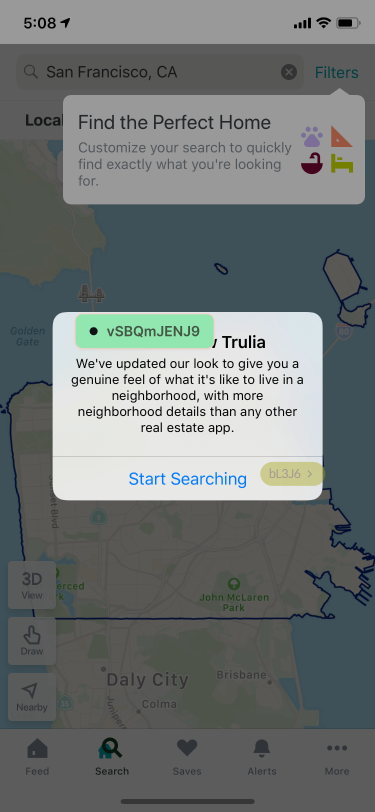 5:08
San Francisco, CA
Filters
Local
Find the Perfect Home
Customize your search to quickly
find exactly what you're looking
for.
Golden
Gate
vSBQmJENJ9
Trulia
We've updated our look to give you a
genuine feel of what it's like to live in a
neighborhood, with more
neighborhood details than any other
real estate app.
Start Searching
bL3J6
3D
View
John McLaren
Park
Draw
Daly City
Brisbane
Colma
Nearby
Feed
Search
Saves
Alerts
More